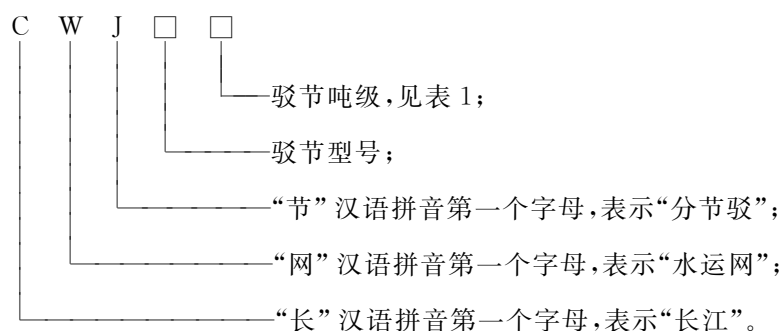 C W J □ □
驳节吨级,见表1;
驳节型号;
“节”汉语拼音第一个字母,表示“分节驳”;
“网”汉语拼音第一个字母,表示“水运网”;
“长”汉语拼音第一个字母,表示“长江”。